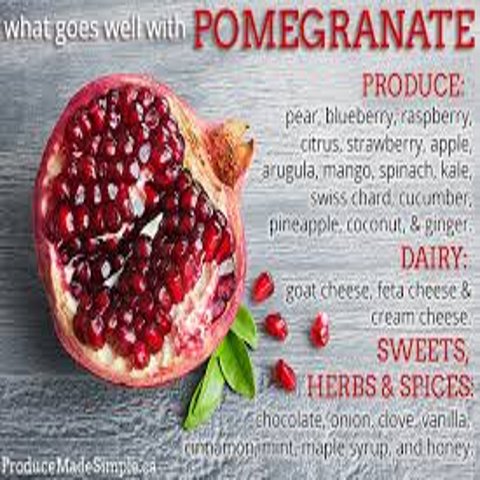 what goes well with POMEGRANATE
PRODUCE:
pear, blueberry, raspberry,
citrus, strawberry, apple,
arugula, mango, spinach, kale,
swiss chard, cucumber,
pineapple, coconut, & ginger.
DAIRY:
goat cheese, feta cheese &
cream cheese.
SWEETS,
HERBS & SPICES:
chocolate, onion, clove, vanilla,
cinnamon, mint, maple syrup, and honey.
ProduceMadeSimple.ca